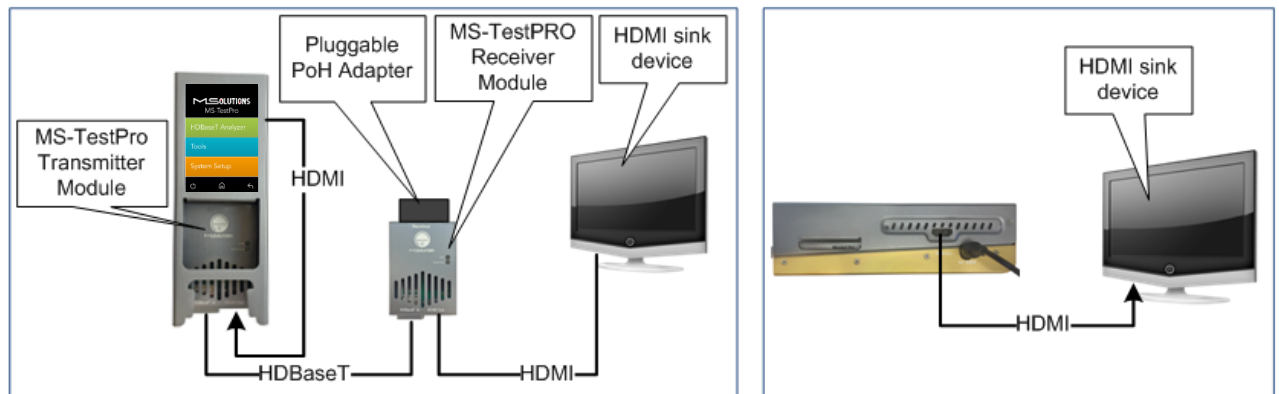 Pluggable
PoH Adapter
MS-TestPRO
Receiver
Module
HDMI sink
device
MS-TestPro
Transmitter
Module
MSOLUTIONS
MS TestPro
HDBaseT Analyzer
Tools
System Setup
HDMI
HDBaseT
HDMI
HDMI sink
device
HDMI